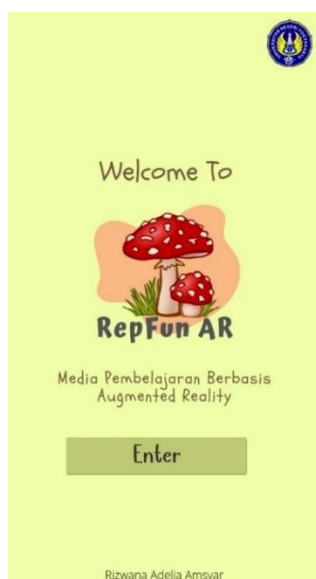 Welcome To
RepFun AR
Media Pembelajaran Berbasis
Augmented Reality
Enter
Rizwana Adelia Amsyar